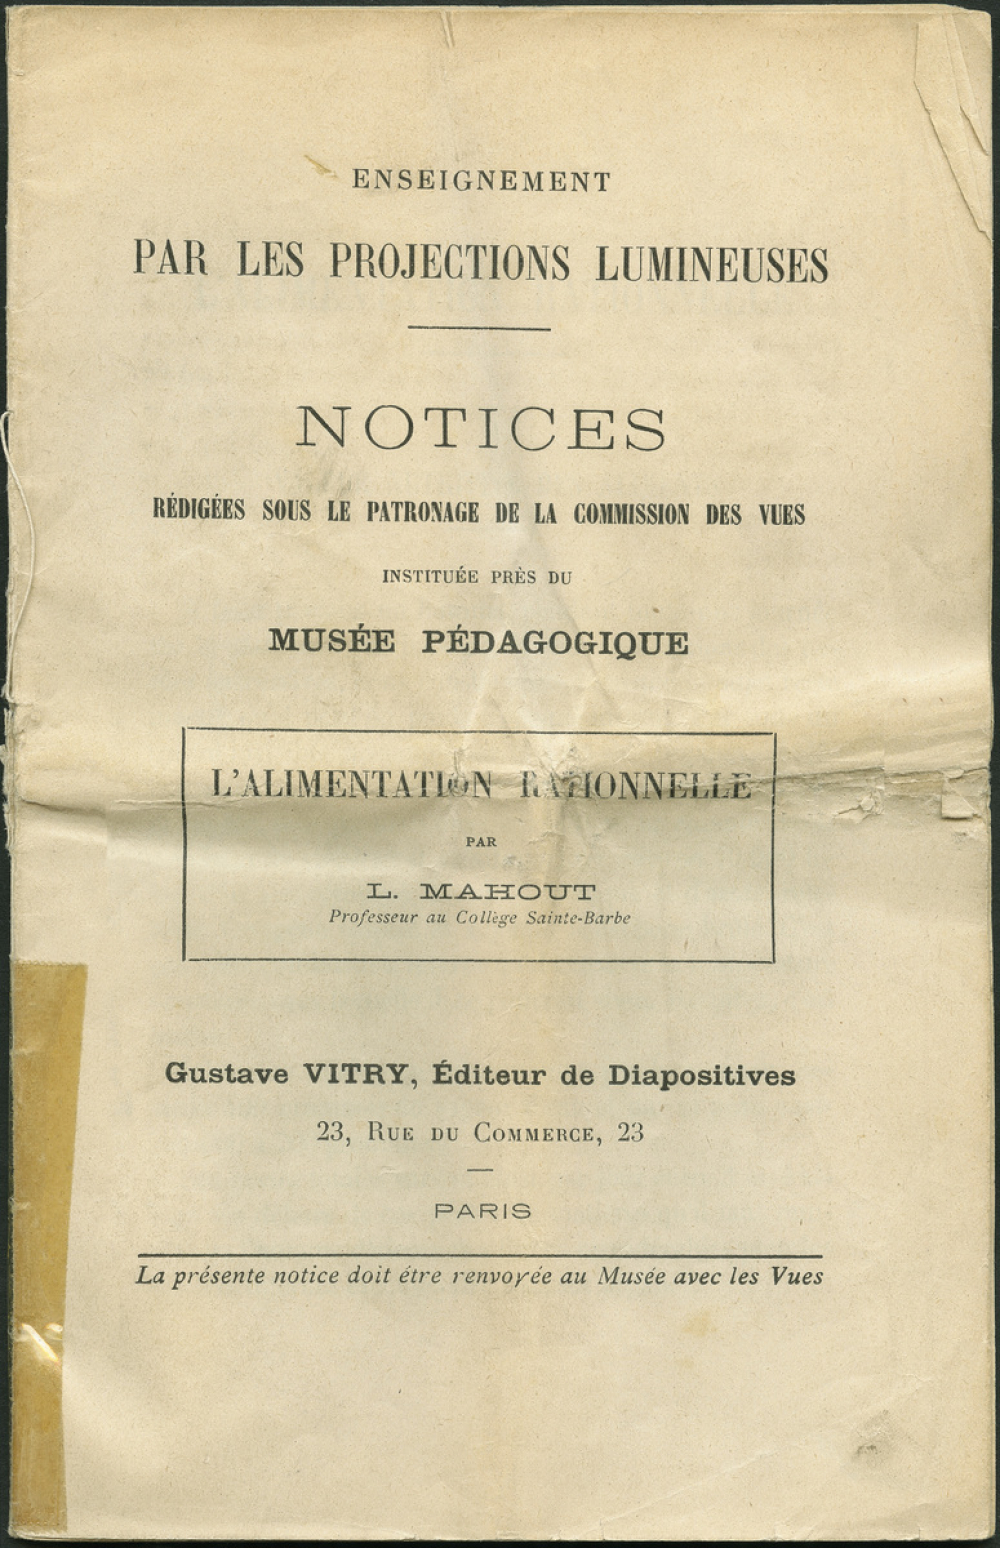 ENSEIGNEMENT
PAR LES PROJECTIONS LUMINEUSES
NOTICES
RÉDIGÉES SOUS LE PATRONAGE DE LA COMMISSION DES VUES
INSTITUÉE PRÈS DU
MUSÉE PÉDAGOGIQUE
L'ALIMENTATION RATIONNELLE
PAR
L. MAHOUT
Professeur au Collège Sainte-Barbe
Gustave VITRY, Éditeur de Diapositives
23, RUE DU COMMERCE, 23
PARIS
La présente notice doit étre renvoyée au Musée avec les Vues